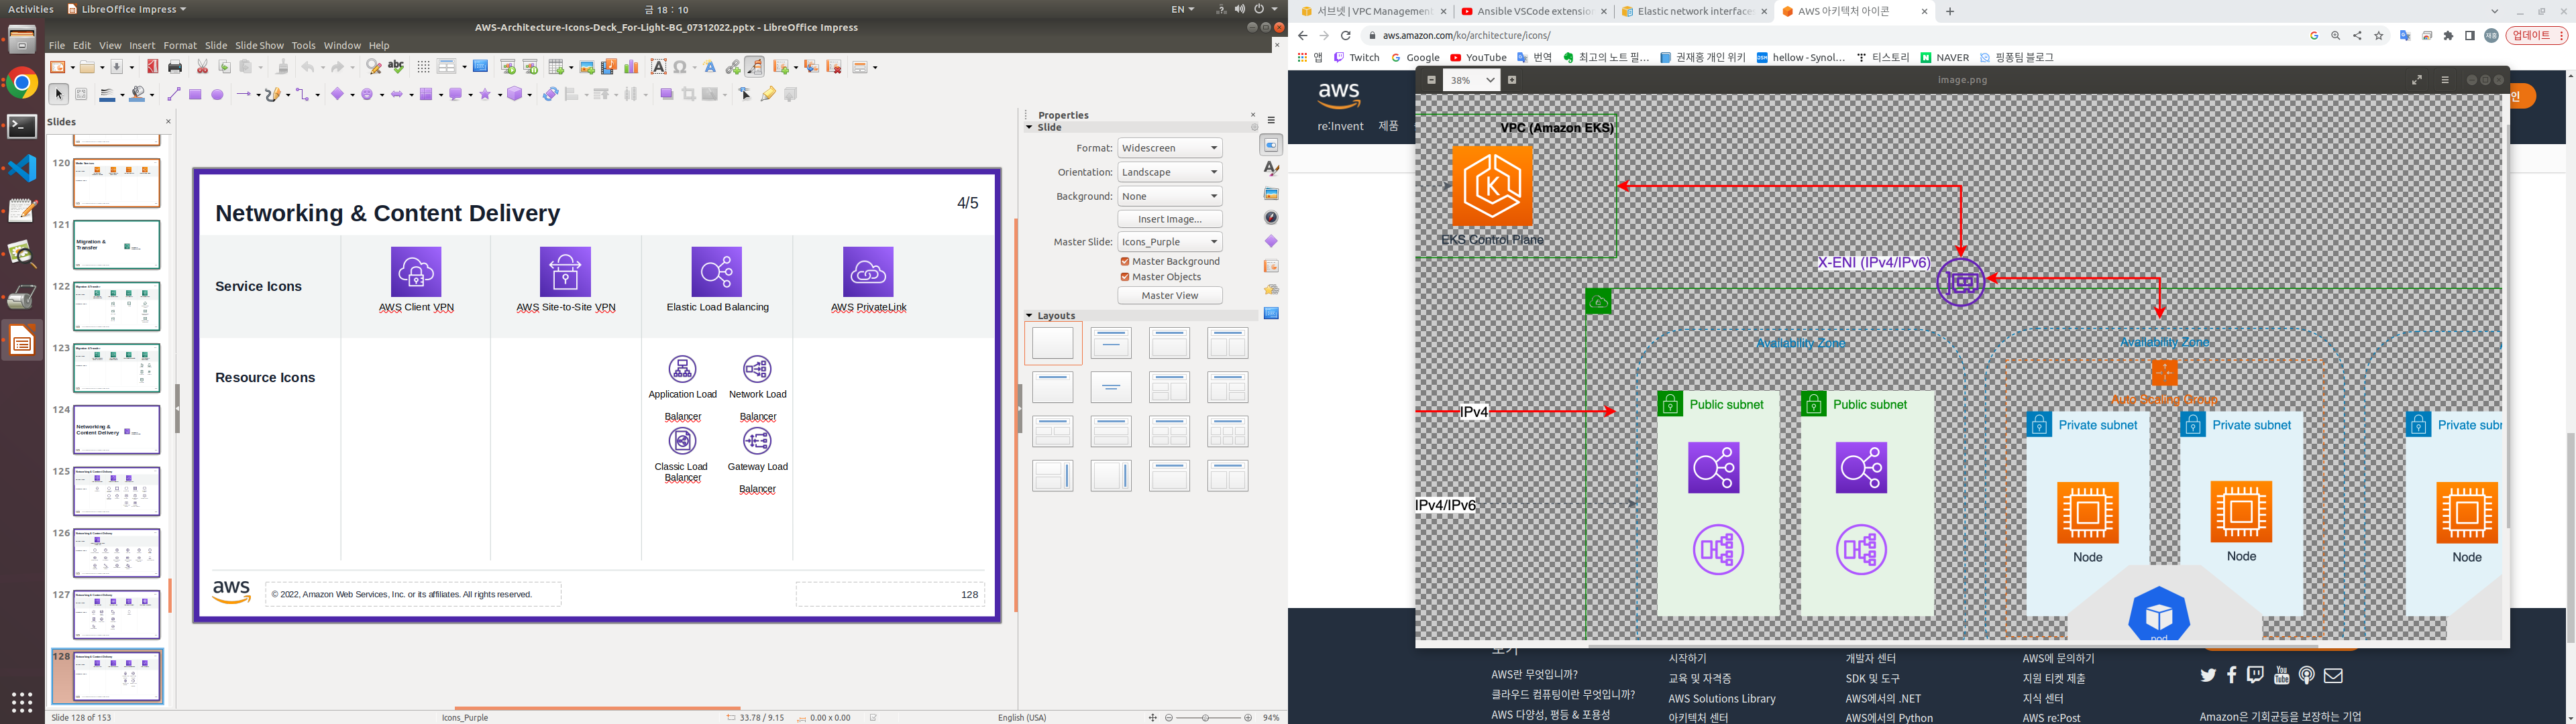 Activities
LibreOffice Impress
금 18 : 10
EN
AWS-Architecture-Icons-Deck_For-Light-BG_07312022.pptx - LibreOffice Impress
File Edit View Insert Format Slide Slide Show Tools Window Help
Slides
120
121
Migration & Transfer
122
123
124
Networking & Content Delivery
125
126
127
128
4/5
Networking & Content Delivery
Service Icons
AWS Client VPN
AWS Site-to-Site VPN
Elastic Load Balancing
AWS PrivateLink
Resource Icons
Application Load
Balancer
Network Load
Balancer
Classic Load
Balancer
Gateway Load
Balancer
aws
© 2022, Amazon Web Services, Inc. or its affiliates. All rights reserved.
128
Properties
Slide
Format: Widescreen
Orientation: Landscape
Background: None
Insert Image...
Master Slide: Icons_Purple
Master Background
Master Objects
Master View
Layouts
Slide 128 of 153
Icons_Purple
33.78 / 9.15
0.00 x 0.00
English (USA)
94%
서브넷 | VPC Management
Ansible VSCode extension
Elastic network interfaces
AWS 아키텍처 아이콘
aws.amazon.com/ko/architecture/icons/
업데이트
앱
Twitch
Google
YouTube
번역
최고의 노트 필...
권재홍 개인 위키
hellow - Synol...
티스토리
NAVER
핑퐁팀 블로그
aws
re:Invent
제품
인
38%
image.png
VPC (Amazon EKS)
EKS Control Plane
X-ENI (IPv4/IPv6)
Availability Zone
Availability Zone
Auto Scaling Group
IPv4
Public subnet
Public subnet
Private subnet
Private subnet
Private subn
IPv4/IPv6
Node
Node
Node
pod
AWS란 무엇입니까?
클라우드 컴퓨팅이란 무엇입니까?
AWS 다양성, 평등 & 포용성
시작하기
교육 및 자격증
AWS Solutions Library
아키텍처 센터
개발자 센터
SDK 및 도구
AWS에서의 .NET
AWS에서의 Python
AWS에 문의하기
지원 티켓 제출
지식 센터
AWS re:Post
Amazon은 기회균등을 보장하는 기업